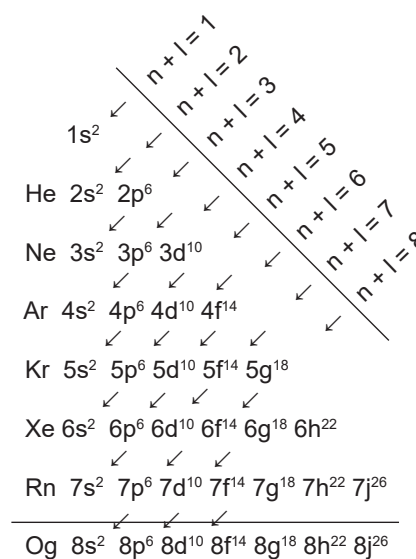 n + l = 1
n + l = 2
n + l = 3
n + l = 4
n + l = 5
n + l = 6
n + l = 7
n + l = 8
1s²
He 2s² 2p⁶
Ne 3s² 3p⁶ 3d¹⁰
Ar 4s² 4p⁶ 4d¹⁰ 4f¹⁴
Kr 5s² 5p⁶ 5d¹⁰ 5f¹⁴ 5g¹⁸
Xe 6s² 6p⁶ 6d¹⁰ 6f¹⁴ 6g¹⁸ 6h²²
Rn 7s² 7p⁶ 7d¹⁰ 7f¹⁴ 7g¹⁸ 7h²² 7j²⁶
Og 8s² 8p⁶ 8d¹⁰ 8f¹⁴ 8g¹⁸ 8h²² 8j²⁶